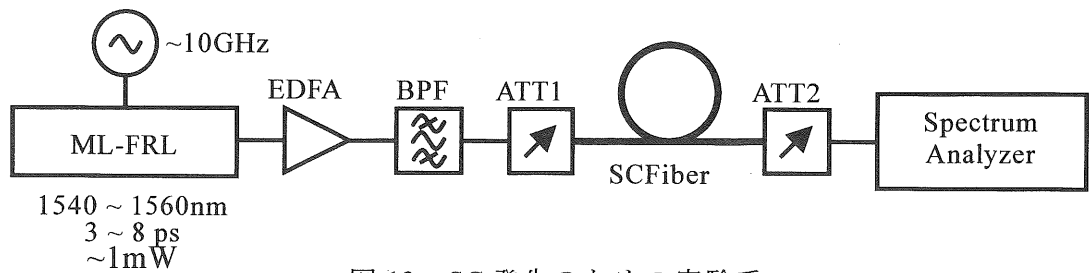 ~10GHz
EDFA
BPF
ATT1
ATT2
ML-FRL
SCFiber
Spectrum
Analyzer
1540 ~ 1560nm
3 ~ 8 ps
~1mW